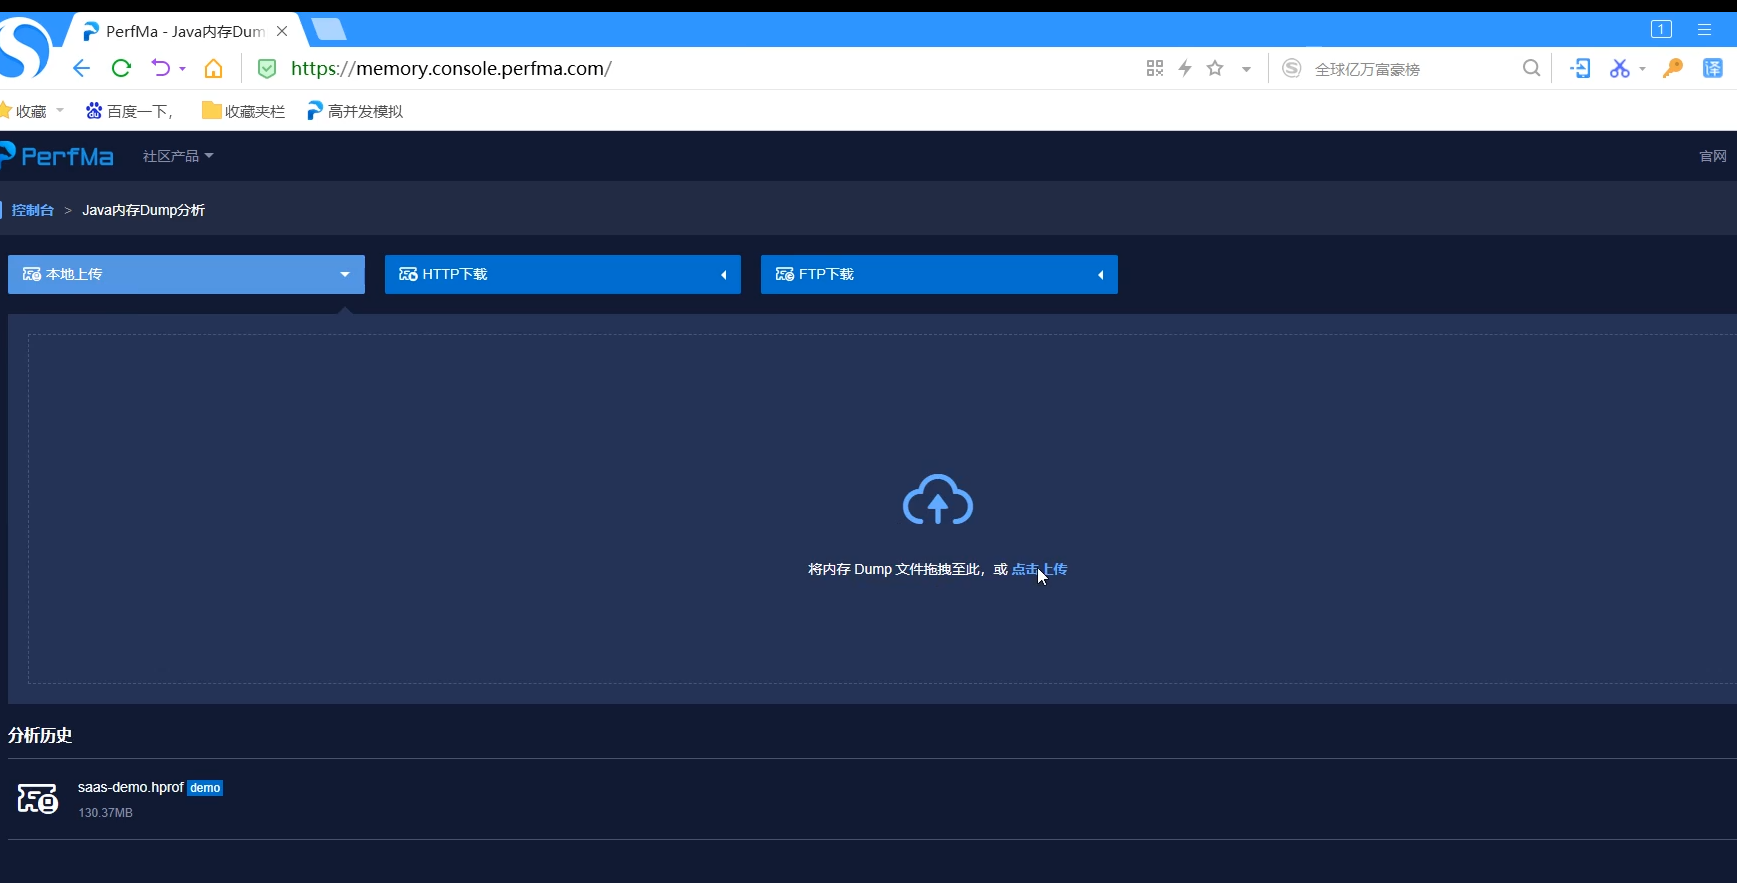 PerfMa - Java内存Dum
1
https://memory.console.perfma.com/
全球亿万富豪榜
译
收藏
百度一下，
收藏夹栏
高并发模拟
PerfMa
社区产品
官网
控制台 > Java内存Dump分析
本地上传
HTTP下载
FTP下载
将内存 Dump 文件拖拽至此，或 点击上传
分析历史
saas-demo.hprof demo
130.37MB